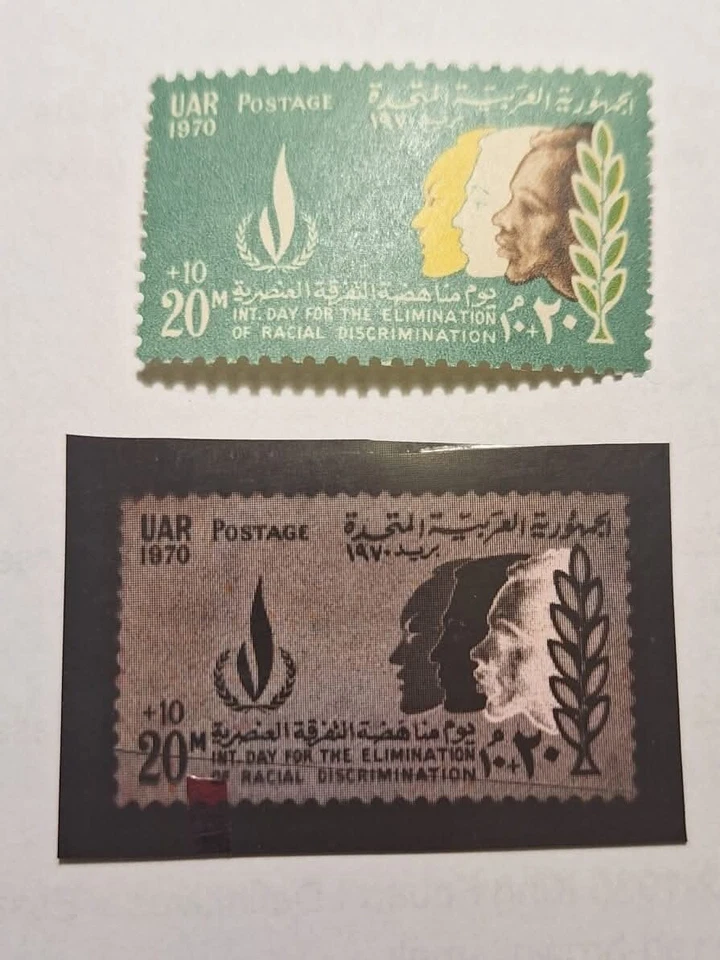 UAR POSTAGE الجمهورية العربية المتحدة
1970 بريد ١٩٧٠
+10
20M يوم مناهضة التفرقة العنصرية
INT. DAY FOR THE ELIMINATION
OF RACIAL DISCRIMINATION ١٠+٢٠ م
UAR POSTAGE الجمهورية العربية المتحدة
1970 بريد ١٩٧٠
+10
20M يوم مناهضة التفرقة العنصرية
INT. DAY FOR THE ELIMINATION
OF RACIAL DISCRIMINATION ١٠+٢٠ م